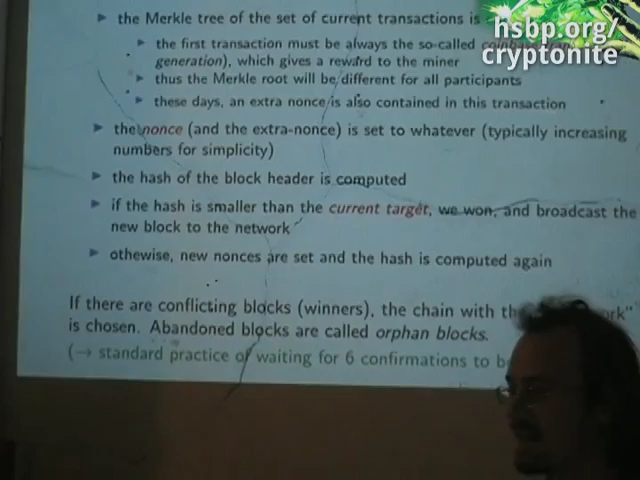 hsbp.org/
cryptonite
the Merkle tree of the set of current transactions is
the first transaction must be always the so-called
generation), which gives a reward to the miner
thus the Merkle root will be different for all participants
these days, an extra nonce is also contained in this transaction
the nonce (and the extra-nonce) is set to whatever (typically increasing
numbers for simplicity)
the hash of the block header is computed
if the hash is smaller than the current target, we won, and broadcast the
new block to the network
othewise, new nonces are set and the hash is computed again
If there are conflicting blocks (winners), the chain with
is chosen. Abandoned blocks are called orphan blocks.
(→ standard practice of waiting for 6 confirmations to